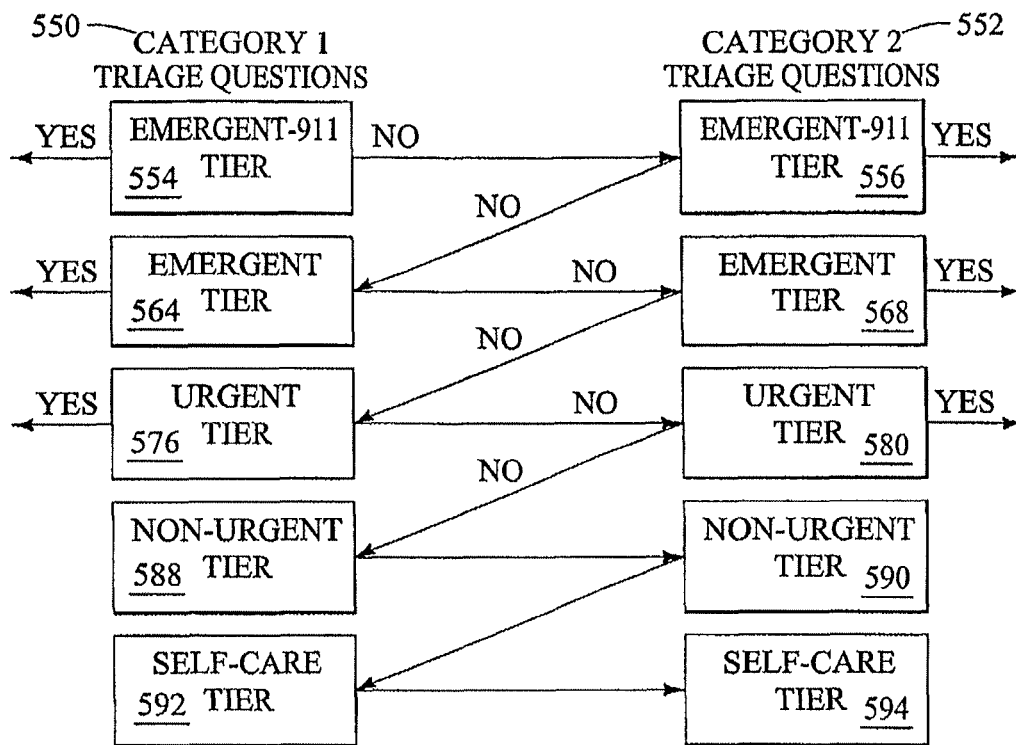 550 CATEGORY 1
TRIAGE QUESTIONS
CATEGORY 2 552
TRIAGE QUESTIONS
YES
EMERGENT-911
TIER
554
NO
EMERGENT-911
TIER
556
YES
NO
YES
EMERGENT
TIER
564
NO
EMERGENT
TIER
568
YES
NO
YES
URGENT
TIER
576
NO
URGENT
TIER
580
YES
NO
NON-URGENT
TIER
588
NON-URGENT
TIER
590
SELF-CARE
TIER
592
SELF-CARE
TIER
594